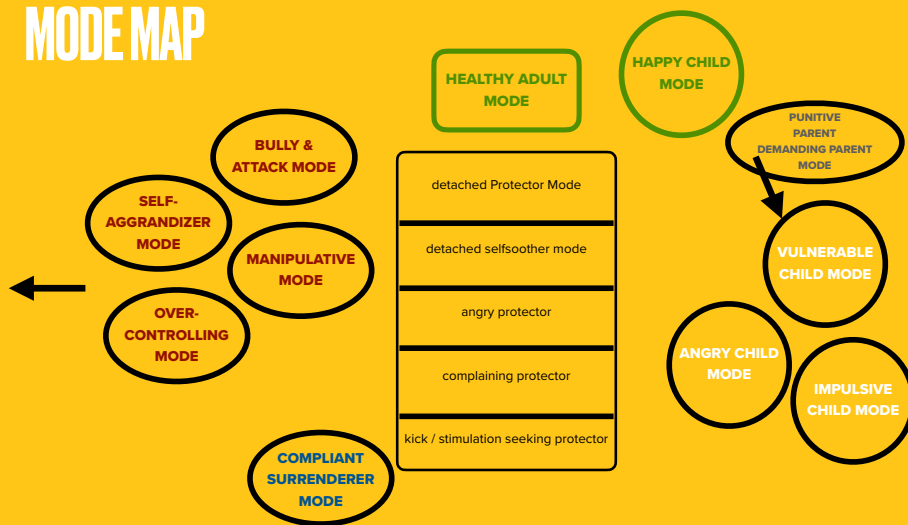 MODE MAP
HEALTHY ADULT
MODE
HAPPY CHILD
MODE
PUNITIVE
PARENT
DEMANDING PARENT
MODE
BULLY &
ATTACK MODE
SELF-
AGGRANDIZER
MODE
MANIPULATIVE
MODE
OVER-
CONTROLLING
MODE
COMPLIANT
SURRENDERER
MODE
detached Protector Mode
detached selfsoother mode
angry protector
complaining protector
kick / stimulation seeking protector
VULNERABLE
CHILD MODE
ANGRY CHILD
MODE
IMPULSIVE
CHILD MODE